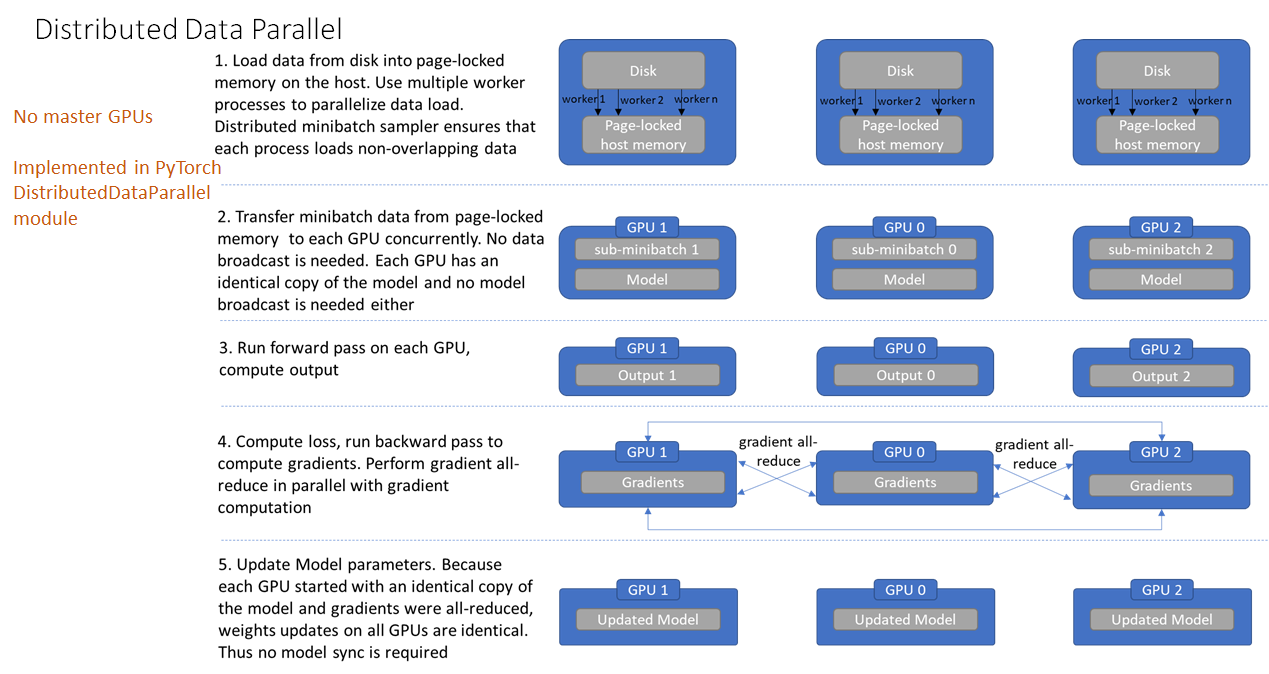 Distributed Data Parallel
No master GPUs
Implemented in PyTorch
DistributedDataParallel
module
1. Load data from disk into page-locked
memory on the host. Use multiple worker
processes to parallelize data load.
Distributed minibatch sampler ensures that
each process loads non-overlapping data
Disk
worker 1
worker 2
worker n
Page-locked
host memory
Disk
worker 1
worker 2
worker n
Page-locked
host memory
Disk
worker 1
worker 2
worker n
Page-locked
host memory
2. Transfer minibatch data from page-locked
memory to each GPU concurrently. No data
broadcast is needed. Each GPU has an
identical copy of the model and no model
broadcast is needed either
GPU 1
sub-minibatch 1
Model
GPU 0
sub-minibatch 0
Model
GPU 2
sub-minibatch 2
Model
3. Run forward pass on each GPU,
compute output
GPU 1
Output 1
GPU 0
Output 0
GPU 2
Output 2
4. Compute loss, run backward pass to
compute gradients. Perform gradient all-
reduce in parallel with gradient
computation
GPU 1
Gradients
gradient all-
reduce
GPU 0
Gradients
gradient all-
reduce
GPU 2
Gradients
5. Update Model parameters. Because
each GPU started with an identical copy of
the model and gradients were all-reduced,
weights updates on all GPUs are identical.
Thus no model sync is required
GPU 1
Updated Model
GPU 0
Updated Model
GPU 2
Updated Model